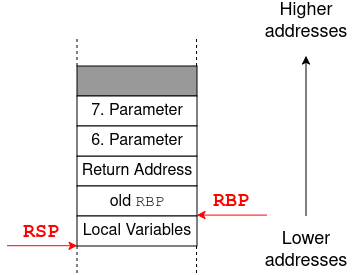 Higher
addresses
7. Parameter
6. Parameter
Return Address
old RBP
RBP
RSP
Local Variables
Lower
addresses